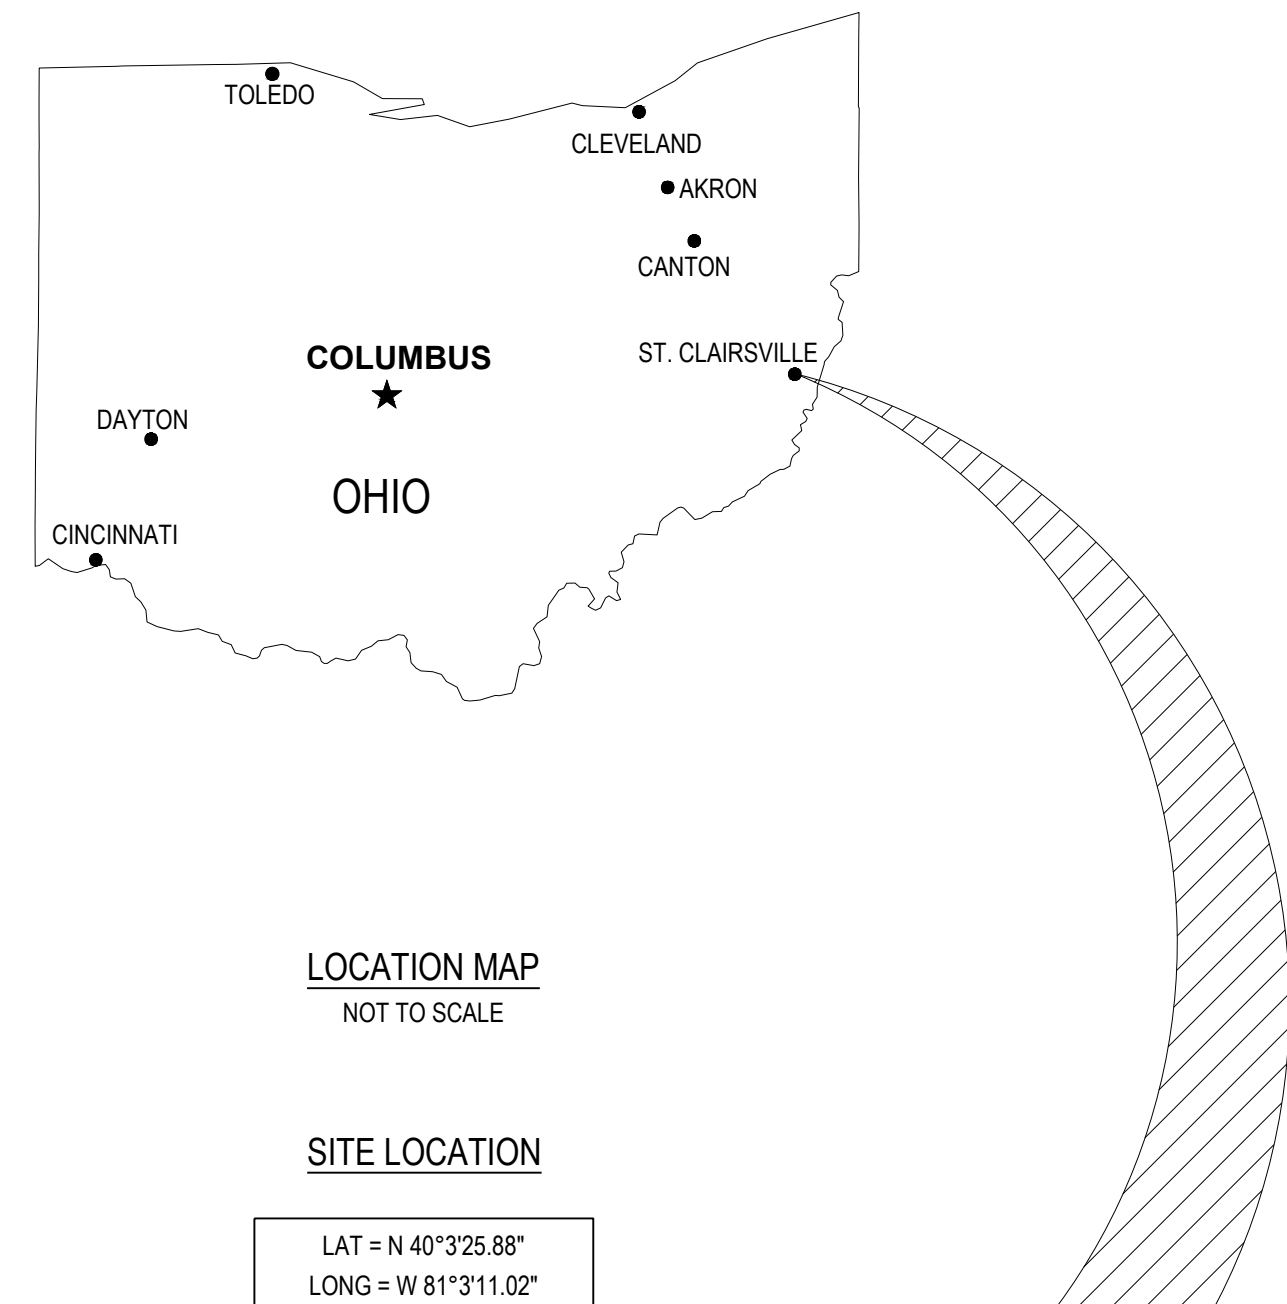 TOLEDO
CLEVELAND
AKRON
CANTON
COLUMBUS
ST. CLAIRSVILLE
DAYTON
OHIO
CINCINNATI
LOCATION MAP
NOT TO SCALE
SITE LOCATION
LAT = N 40°3'25.88"
LONG = W 81°3'11.02"